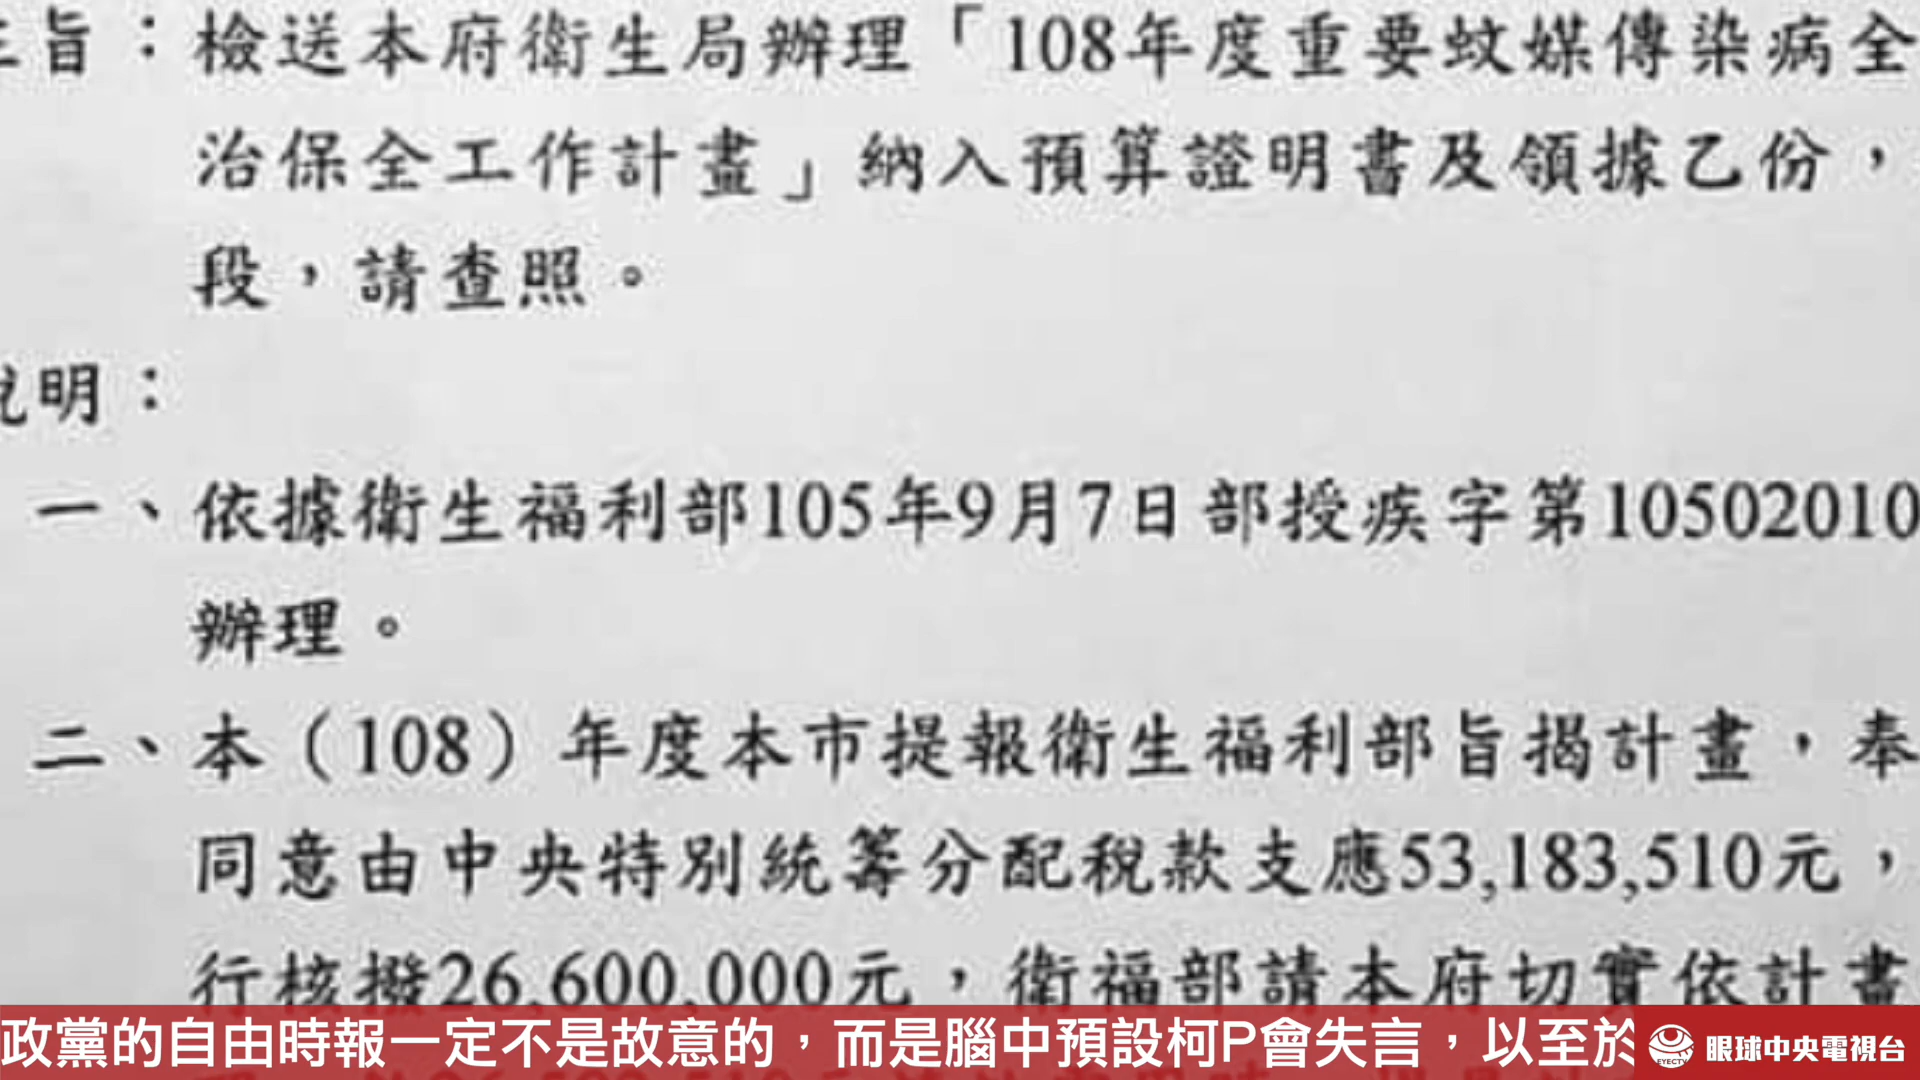 主旨：檢送本府衛生局辦理「108年度重要蚊媒傳染病全
治保全工作計畫」納入預算證明書及領據乙份，
段，請查照。
說明：
一、依據衛生福利部105年9月7日部授疾字第10502010
辦理。
二、本（108）年度本市提報衛生福利部旨揭計畫，奉
同意由中央特別統籌分配稅款支應53,183,510元，
行核撥26,600,000元，衛福部請本府切實依計畫
政黨的自由時報一定不是故意的，而是腦中預設柯P會失言，以至於
EYECTV 眼球中央電視台